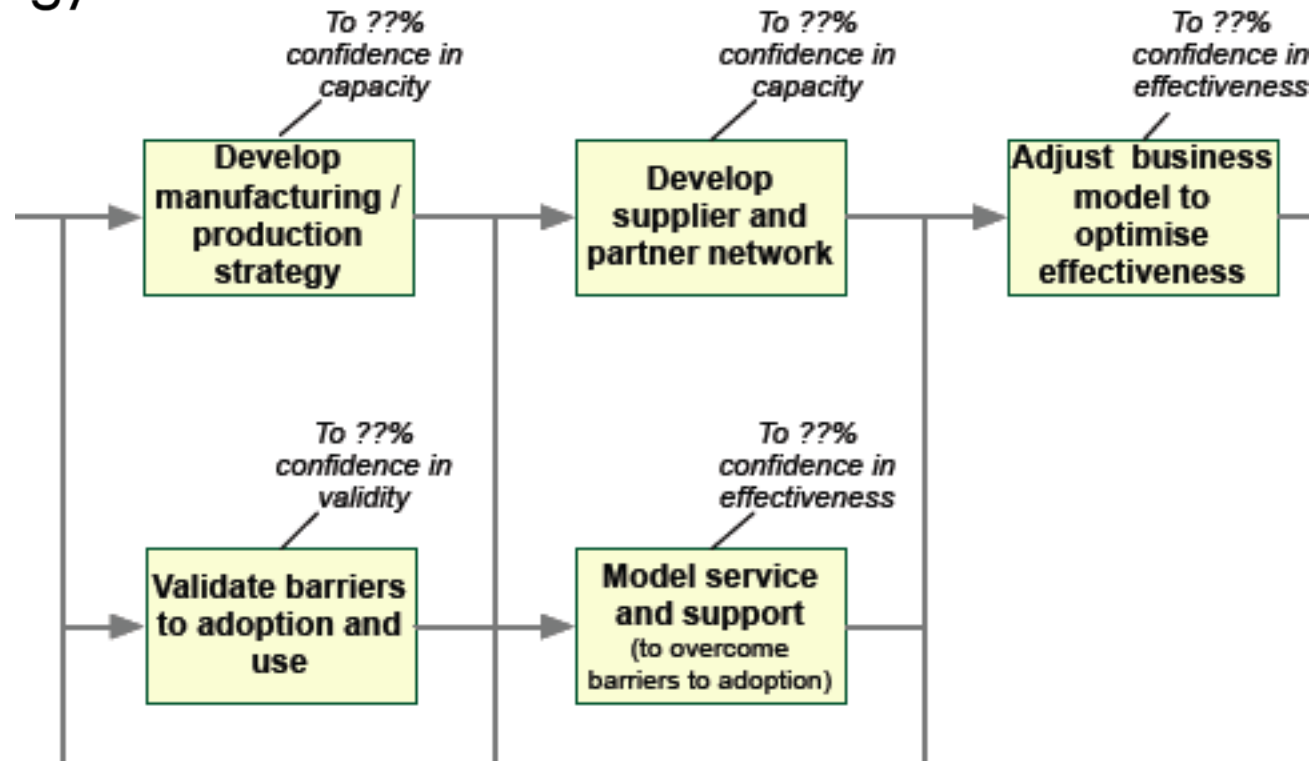 gy
To ??%
confidence in
capacity
To ??%
confidence in
capacity
To ??%
confidence in
effectiveness
Develop
manufacturing /
production
strategy
Develop
supplier and
partner network
Adjust business
model to
optimise
effectiveness
To ??%
confidence in
validity
To ??%
confidence in
effectiveness
Validate barriers
to adoption and
use
Model service
and support
(to overcome
barriers to adoption)